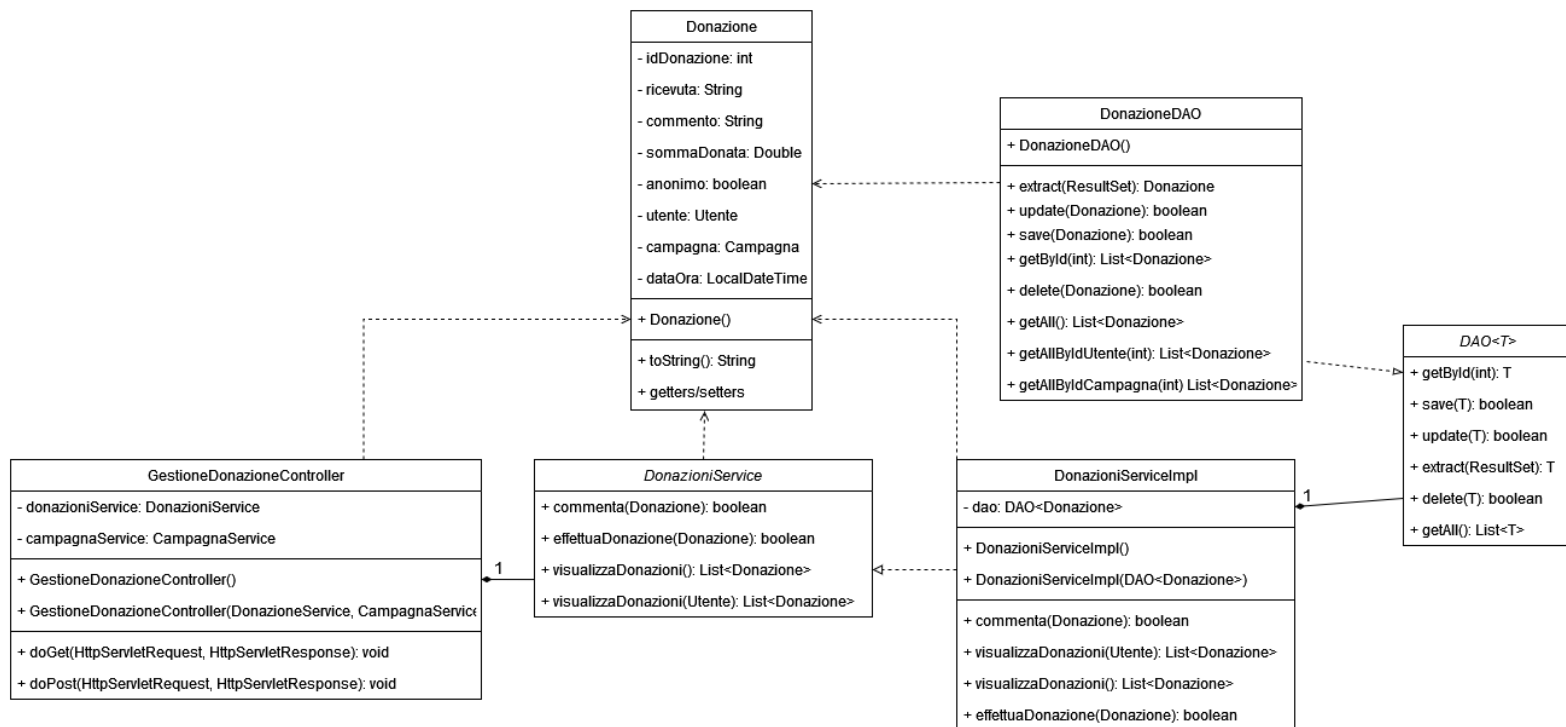 Donazione
- idDonazione: int
- ricevuta: String
- commento: String
- sommaDonata: Double
- anonimo: boolean
- utente: Utente
- campagna: Campagna
- dataOra: LocalDateTime
+ Donazione()
+ toString(): String
+ getters/setters
DonazioneDAO
+ DonazioneDAO()
+ extract(ResultSet): Donazione
+ update(Donazione): boolean
+ save(Donazione): boolean
+ getById(int): List<Donazione>
+ delete(Donazione): boolean
+ getAll(): List<Donazione>
+ getAllByIdUtente(int): List<Donazione>
+ getAllByIdCampagna(int) List<Donazione>
DAO<T>
+ getById(int): T
+ save(T): boolean
+ update(T): boolean
+ extract(ResultSet): T
+ delete(T): boolean
+ getAll(): List<T>
GestioneDonazioneController
- donazioniService: DonazioniService
- campagnaService: CampagnaService
+ GestioneDonazioneController()
+ GestioneDonazioneController(DonazioneService, CampagnaService
+ doGet(HttpServletRequest, HttpServletResponse): void
+ doPost(HttpServletRequest, HttpServletResponse): void
1
DonazioniService
+ commenta(Donazione): boolean
+ effettuaDonazione(Donazione): boolean
+ visualizzaDonazioni(): List<Donazione>
+ visualizzaDonazioni(Utente): List<Donazione>
DonazioniServiceImpl
- dao: DAO<Donazione>
+ DonazioniServiceImpl()
+ DonazioniServiceImpl(DAO<Donazione>)
+ commenta(Donazione): boolean
+ visualizzaDonazioni(Utente): List<Donazione>
+ visualizzaDonazioni(): List<Donazione>
+ effettuaDonazione(Donazione): boolean
1